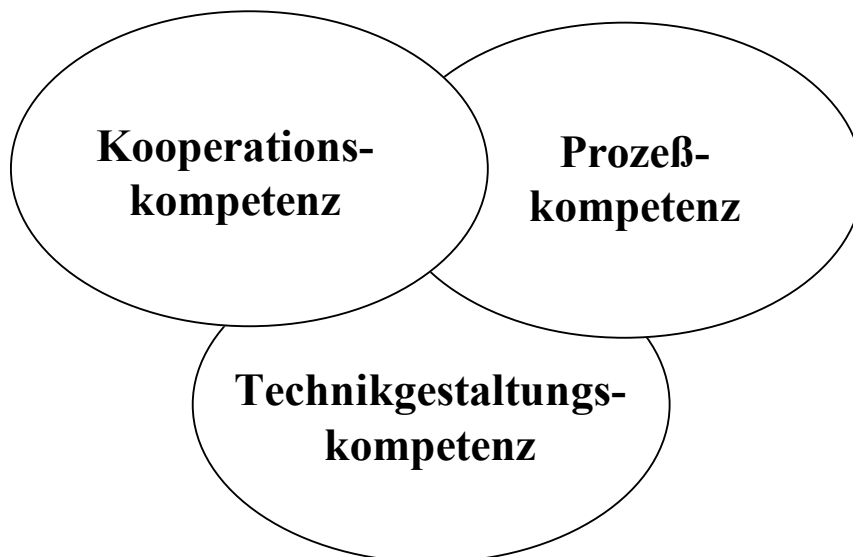 Kooperations-
kompetenz
Prozeß-
kompetenz
Technikgestaltungs-
kompetenz